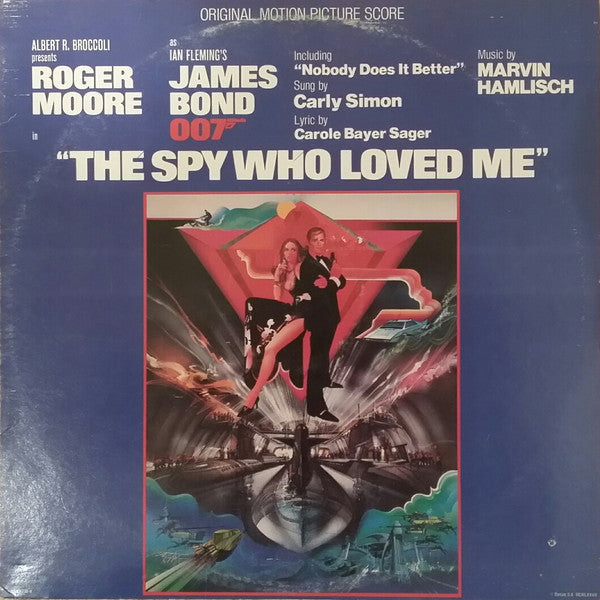 ORIGINAL MOTION PICTURE SCORE
ALBERT R. BROCCOLI
presents
ROGER
MOORE
in
as
IAN FLEMING'S
JAMES
BOND
007
Including
"Nobody Does It Better"
Sung by
Carly Simon
Lyric by
Carole Bayer Sager
Music by
MARVIN
HAMLISCH
"THE SPY WHO LOVED ME"